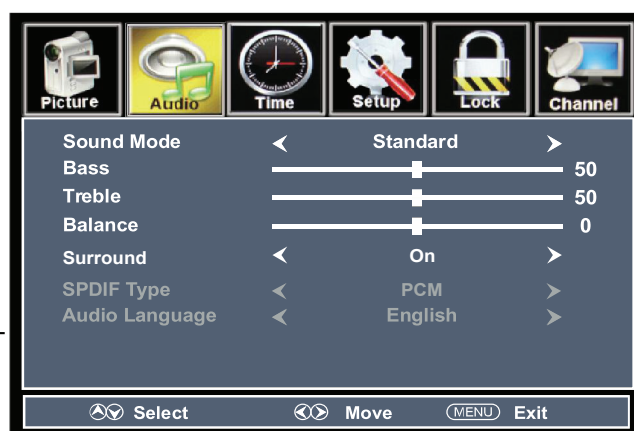 Picture Audio Time Setup Lock Channel
Sound Mode Standard
Bass 50
Treble 50
Balance 0
Surround On
SPDIF Type PCM
Audio Language English
Select Move MENU Exit